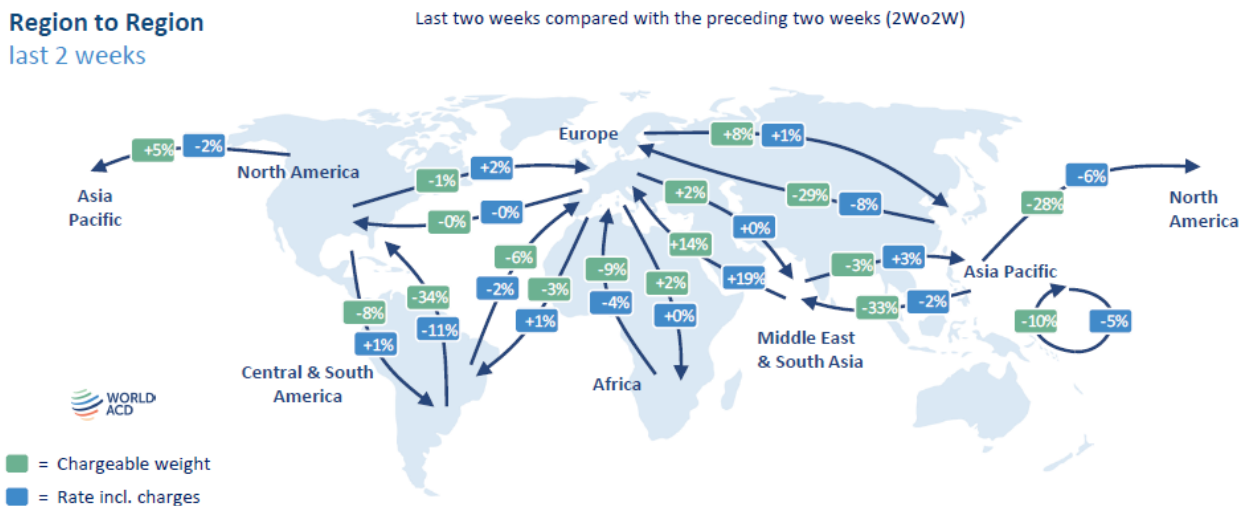 Region to Region
last 2 weeks
Last two weeks compared with the preceding two weeks (2Wo2W)
Europe
+8%
+1%
+5%
-2%
North America
Asia
Pacific
-1%
+2%
-0%
-0%
+2%
+0%
-29%
-8%
-6%
-28%
North
America
-6%
-2%
-3%
+1%
-9%
-4%
+2%
+0%
+14%
+19%
-3%
+3%
Asia Pacific
-33%
-2%
-34%
-11%
-8%
+1%
-10%
-5%
Middle East
& South Asia
Central & South
America
Africa
WORLD
ACD
= Chargeable weight
= Rate incl. charges